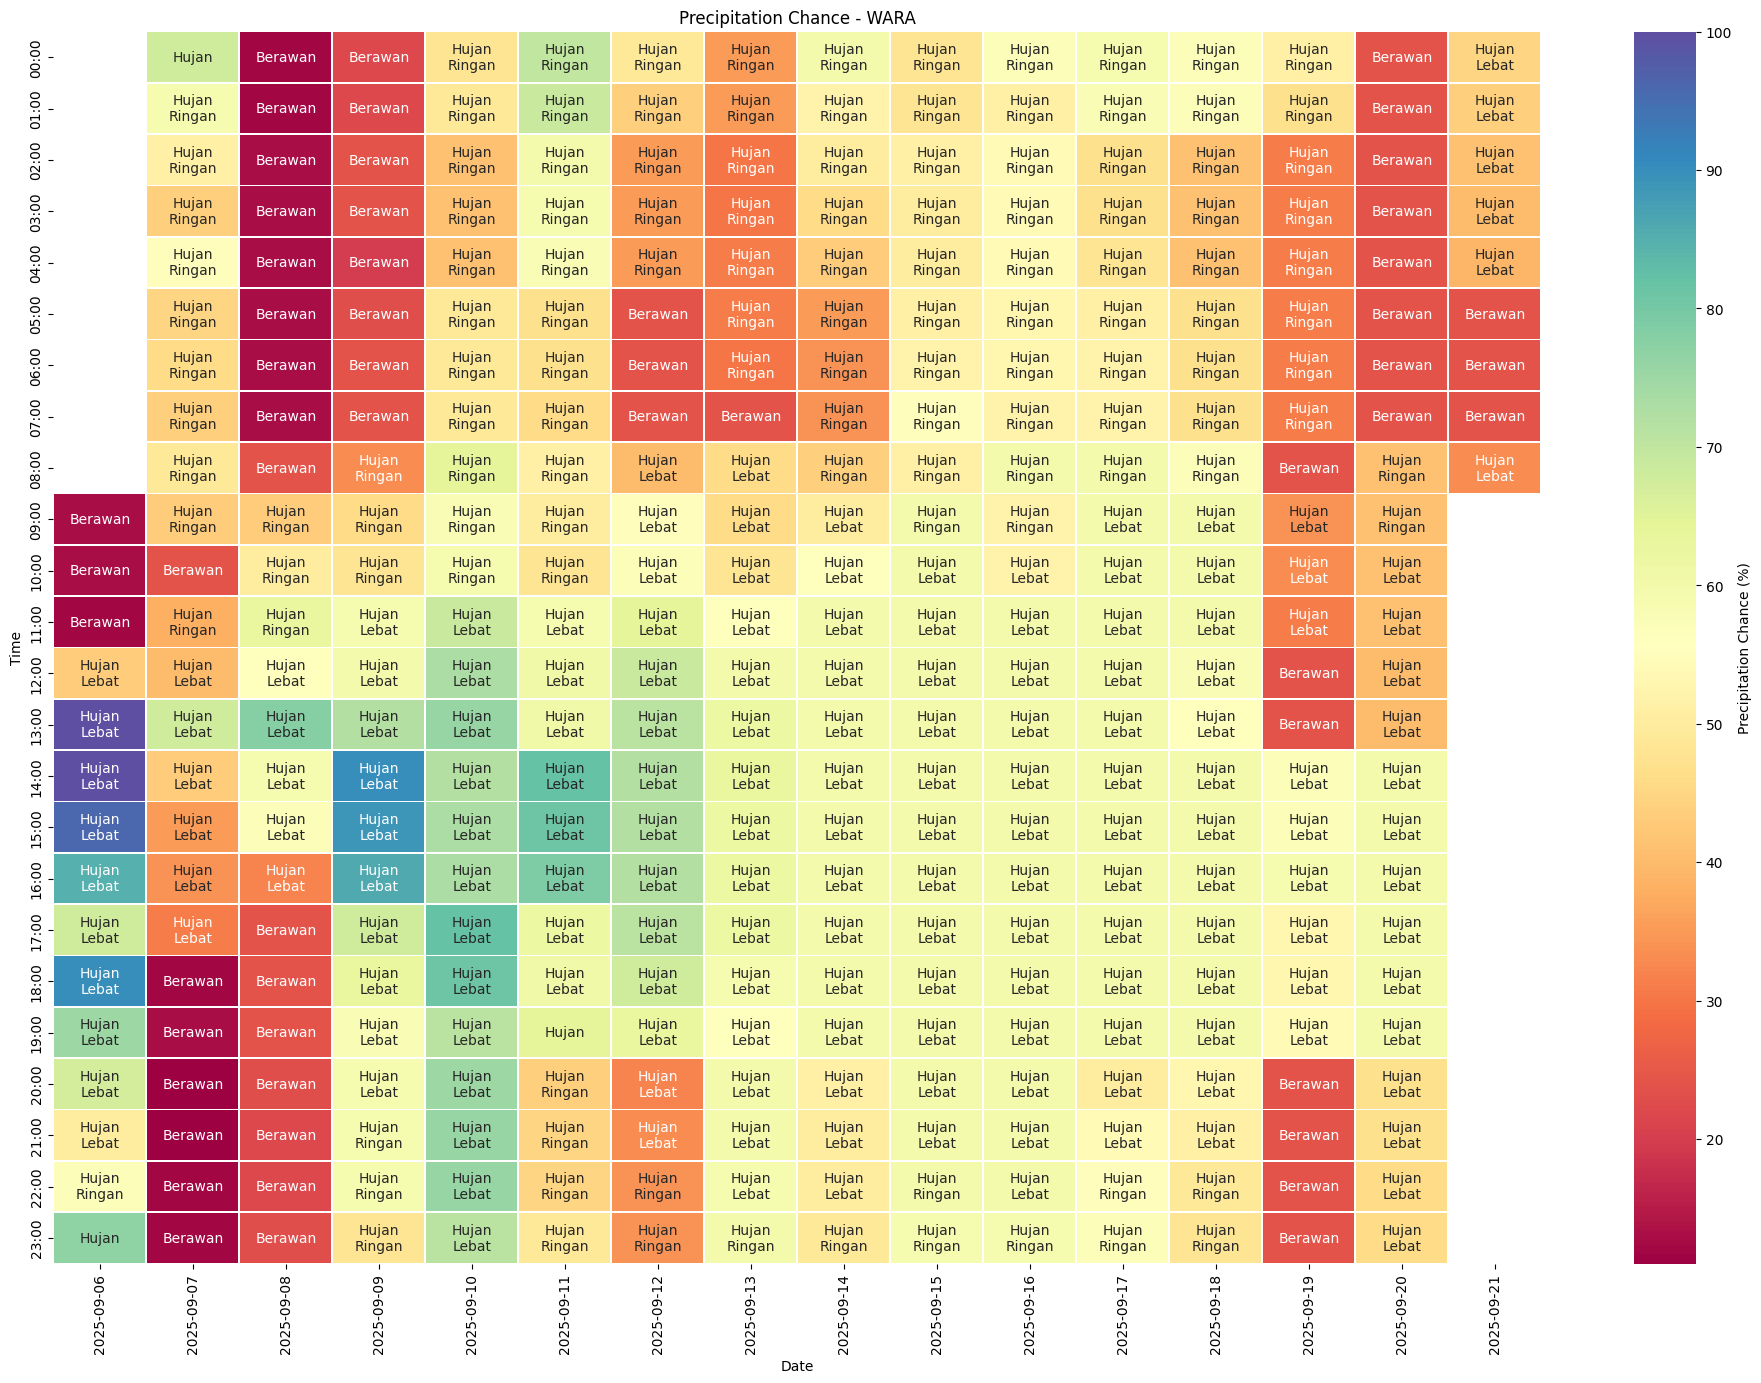 Precipitation Chance - WARA
00:00 Hujan Berawan Berawan Hujan Ringan Hujan Ringan Hujan Ringan Hujan Ringan Hujan Ringan Hujan Ringan Hujan Ringan Hujan Ringan Hujan Ringan Hujan Ringan Berawan Hujan Lebat
01:00 Hujan Ringan Berawan Berawan Hujan Ringan Hujan Ringan Hujan Ringan Hujan Ringan Hujan Ringan Hujan Ringan Hujan Ringan Hujan Ringan Hujan Ringan Hujan Ringan Berawan Hujan Lebat
02:00 Hujan Ringan Berawan Berawan Hujan Ringan Hujan Ringan Hujan Ringan Hujan Ringan Hujan Ringan Hujan Ringan Hujan Ringan Hujan Ringan Hujan Ringan Hujan Ringan Berawan Hujan Lebat
03:00 Hujan Ringan Berawan Berawan Hujan Ringan Hujan Ringan Hujan Ringan Hujan Ringan Hujan Ringan Hujan Ringan Hujan Ringan Hujan Ringan Hujan Ringan Hujan Ringan Berawan Hujan Lebat
04:00 Hujan Ringan Berawan Berawan Hujan Ringan Hujan Ringan Hujan Ringan Hujan Ringan Hujan Ringan Hujan Ringan Hujan Ringan Hujan Ringan Hujan Ringan Hujan Ringan Berawan Hujan Lebat
05:00 Hujan Ringan Berawan Berawan Hujan Ringan Hujan Ringan Berawan Hujan Ringan Hujan Ringan Hujan Ringan Hujan Ringan Hujan Ringan Hujan Ringan Hujan Ringan Berawan Berawan
06:00 Hujan Ringan Berawan Berawan Hujan Ringan Hujan Ringan Berawan Hujan Ringan Hujan Ringan Hujan Ringan Hujan Ringan Hujan Ringan Hujan Ringan Hujan Ringan Berawan Berawan
07:00 Hujan Ringan Berawan Berawan Hujan Ringan Hujan Ringan Berawan Berawan Hujan Ringan Hujan Ringan Hujan Ringan Hujan Ringan Hujan Ringan Hujan Ringan Berawan Berawan
08:00 Hujan Ringan Berawan Hujan Ringan Hujan Ringan Hujan Ringan Hujan Lebat Hujan Lebat Hujan Ringan Hujan Ringan Hujan Ringan Hujan Ringan Hujan Ringan Berawan Hujan Ringan Hujan Lebat
09:00 Berawan Hujan Ringan Hujan Ringan Hujan Ringan Hujan Ringan Hujan Ringan Hujan Lebat Hujan Lebat Hujan Lebat Hujan Ringan Hujan Ringan Hujan Lebat Hujan Lebat Hujan Lebat Hujan Ringan
10:00 Berawan Berawan Hujan Ringan Hujan Ringan Hujan Ringan Hujan Ringan Hujan Lebat Hujan Lebat Hujan Lebat Hujan Lebat Hujan Lebat Hujan Lebat Hujan Lebat Hujan Lebat Hujan Lebat
11:00 Berawan Hujan Ringan Hujan Ringan Hujan Lebat Hujan Lebat Hujan Lebat Hujan Lebat Hujan Lebat Hujan Lebat Hujan Lebat Hujan Lebat Hujan Lebat Hujan Lebat Hujan Lebat Hujan Lebat
12:00 Hujan Lebat Hujan Lebat Hujan Lebat Hujan Lebat Hujan Lebat Hujan Lebat Hujan Lebat Hujan Lebat Hujan Lebat Hujan Lebat Hujan Lebat Hujan Lebat Hujan Lebat Berawan Hujan Lebat
13:00 Hujan Lebat Hujan Lebat Hujan Lebat Hujan Lebat Hujan Lebat Hujan Lebat Hujan Lebat Hujan Lebat Hujan Lebat Hujan Lebat Hujan Lebat Hujan Lebat Hujan Lebat Berawan Hujan Lebat
14:00 Hujan Lebat Hujan Lebat Hujan Lebat Hujan Lebat Hujan Lebat Hujan Lebat Hujan Lebat Hujan Lebat Hujan Lebat Hujan Lebat Hujan Lebat Hujan Lebat Hujan Lebat Hujan Lebat Hujan Lebat
15:00 Hujan Lebat Hujan Lebat Hujan Lebat Hujan Lebat Hujan Lebat Hujan Lebat Hujan Lebat Hujan Lebat Hujan Lebat Hujan Lebat Hujan Lebat Hujan Lebat Hujan Lebat Hujan Lebat Hujan Lebat
16:00 Hujan Lebat Hujan Lebat Hujan Lebat Hujan Lebat Hujan Lebat Hujan Lebat Hujan Lebat Hujan Lebat Hujan Lebat Hujan Lebat Hujan Lebat Hujan Lebat Hujan Lebat Hujan Lebat Hujan Lebat
17:00 Hujan Lebat Hujan Lebat Berawan Hujan Lebat Hujan Lebat Hujan Lebat Hujan Lebat Hujan Lebat Hujan Lebat Hujan Lebat Hujan Lebat Hujan Lebat Hujan Lebat Hujan Lebat Hujan Lebat
18:00 Hujan Lebat Berawan Berawan Hujan Lebat Hujan Lebat Hujan Lebat Hujan Lebat Hujan Lebat Hujan Lebat Hujan Lebat Hujan Lebat Hujan Lebat Hujan Lebat Hujan Lebat Hujan Lebat
19:00 Hujan Lebat Berawan Berawan Hujan Lebat Hujan Lebat Hujan Hujan Lebat Hujan Lebat Hujan Lebat Hujan Lebat Hujan Lebat Hujan Lebat Hujan Lebat Hujan Lebat Hujan Lebat
20:00 Hujan Lebat Berawan Berawan Hujan Lebat Hujan Lebat Hujan Ringan Hujan Lebat Hujan Lebat Hujan Lebat Hujan Lebat Hujan Lebat Hujan Lebat Hujan Lebat Berawan Hujan Lebat
21:00 Hujan Lebat Berawan Berawan Hujan Ringan Hujan Lebat Hujan Ringan Hujan Lebat Hujan Lebat Hujan Lebat Hujan Lebat Hujan Lebat Hujan Lebat Hujan Lebat Berawan Hujan Lebat
22:00 Hujan Ringan Berawan Berawan Hujan Ringan Hujan Lebat Hujan Ringan Hujan Ringan Hujan Lebat Hujan Lebat Hujan Ringan Hujan Lebat Hujan Ringan Hujan Ringan Berawan Hujan Lebat
23:00 Hujan Berawan Berawan Hujan Ringan Hujan Lebat Hujan Ringan Hujan Ringan Hujan Ringan Hujan Ringan Hujan Ringan Hujan Ringan Hujan Ringan Hujan Ringan Berawan Hujan Lebat
Time
2025-09-06 2025-09-07 2025-09-08 2025-09-09 2025-09-10 2025-09-11 2025-09-12 2025-09-13 2025-09-14 2025-09-15 2025-09-16 2025-09-17 2025-09-18 2025-09-19 2025-09-20 2025-09-21
Date
100
90
80
70
60
50
40
30
20
Precipitation Chance (%)